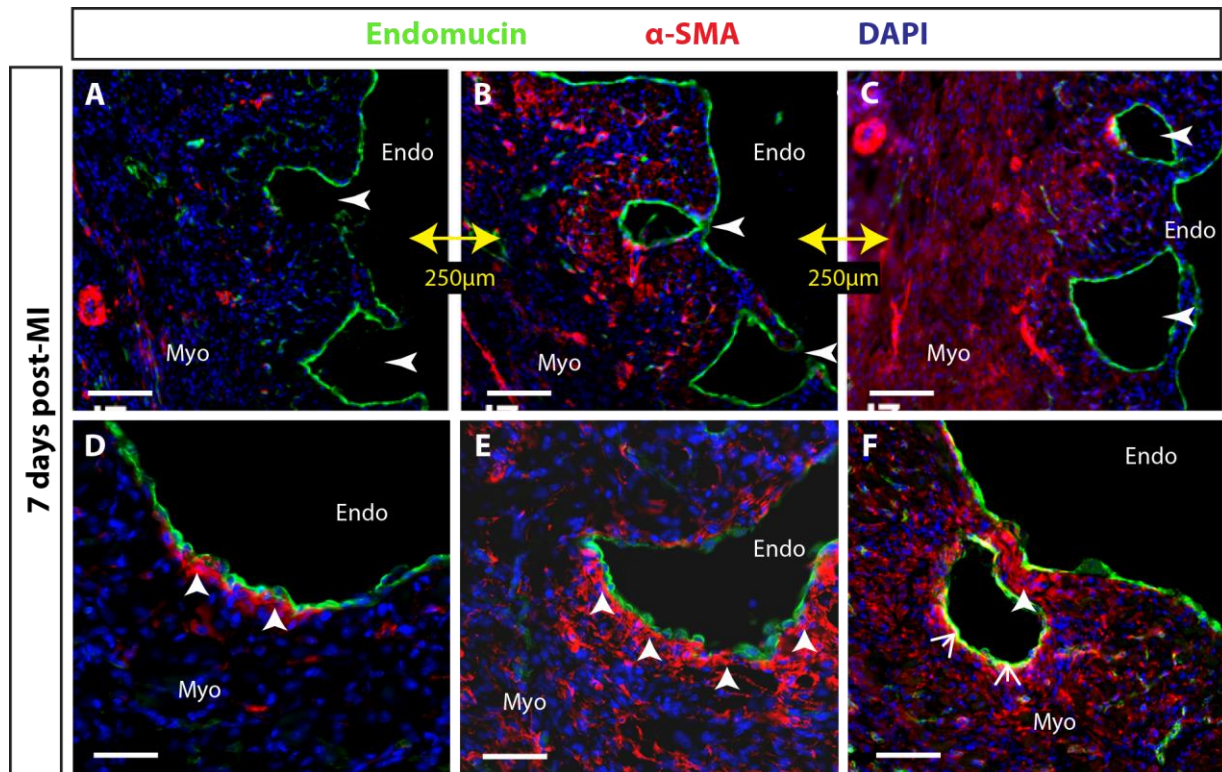 Endomucin α-SMA DAPI
7 days post-MI
A
Endo
Myo
250µm
B
Endo
Myo
250µm
C
Endo
Myo
D
Endo
Myo
E
Endo
Myo
F
Endo
Myo